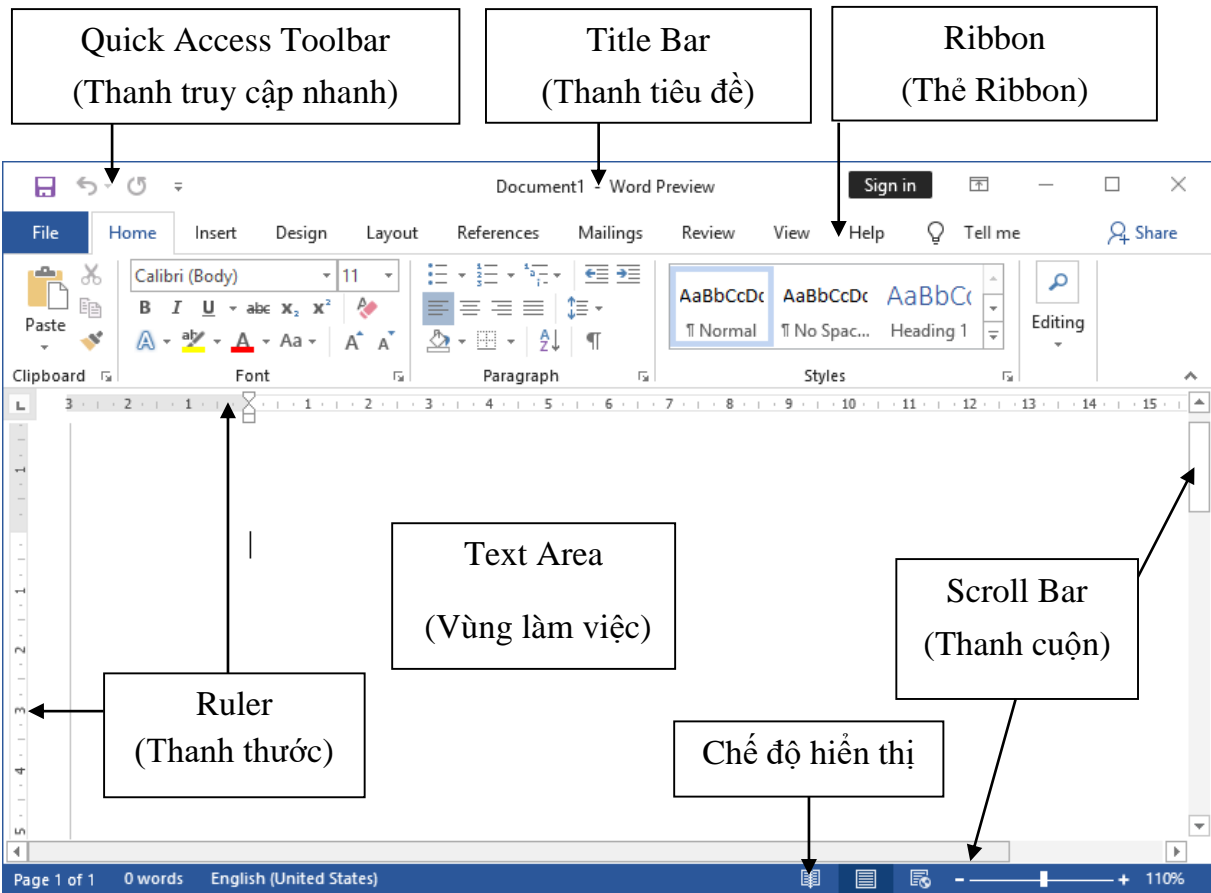 Quick Access Toolbar
(Thanh truy cập nhanh)
Title Bar
(Thanh tiêu đề)
Ribbon
(Thẻ Ribbon)
Document1 - Word Preview
Sign in
File Home Insert Design Layout References Mailings Review View Help Tell me Share
Calibri (Body) 11
Paste
B I U abc X₂ X²
A aby A Aa A A
AaBbCcDc AaBbCcDc AaBbCc
¶ Normal ¶ No Spac... Heading 1
Editing
Clipboard Font Paragraph Styles
L 3 2 1 1 2 3 4 5 6 7 8 9 10 11 12 13 14 15
1
1
2
3
4
5
Text Area
(Vùng làm việc)
Scroll Bar
(Thanh cuộn)
Ruler
(Thanh thước)
Chế độ hiển thị
Page 1 of 1 0 words English (United States) - + 110%